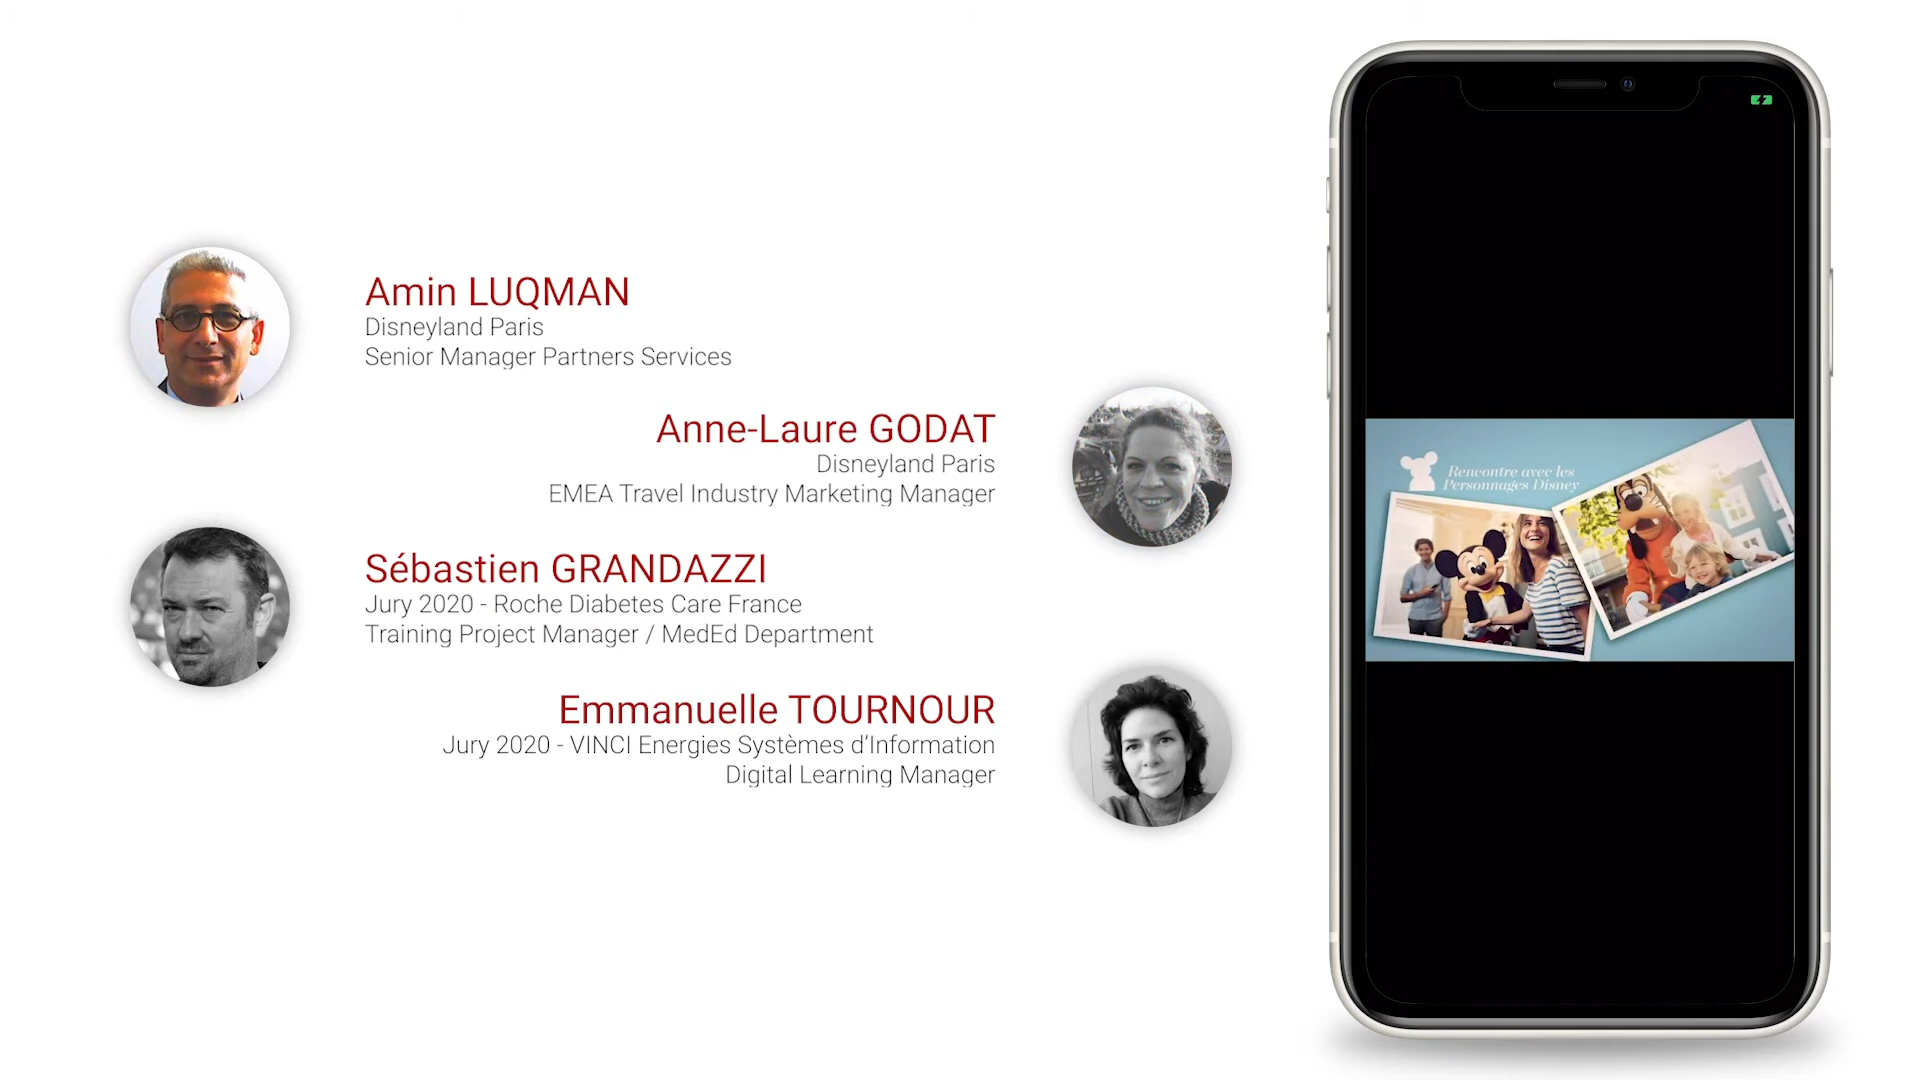 Amin LUQMAN
Disneyland Paris
Senior Manager Partners Services
Anne-Laure GODAT
Disneyland Paris
EMEA Travel Industry Marketing Manager
Sébastien GRANDAZZI
Jury 2020 - Roche Diabetes Care France
Training Project Manager / MedEd Department
Emmanuelle TOURNOUR
Jury 2020 - VINCI Energies Systèmes d’Information
Digital Learning Manager
Rencontre avec les
Personnages Disney